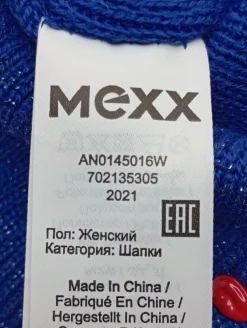 mexx
AN0145016W
702135305
2021
EAC
Пол: Женский
Категория: Шапки
Made In China /
Fabriqué En Chine /
Hergestellt In China /